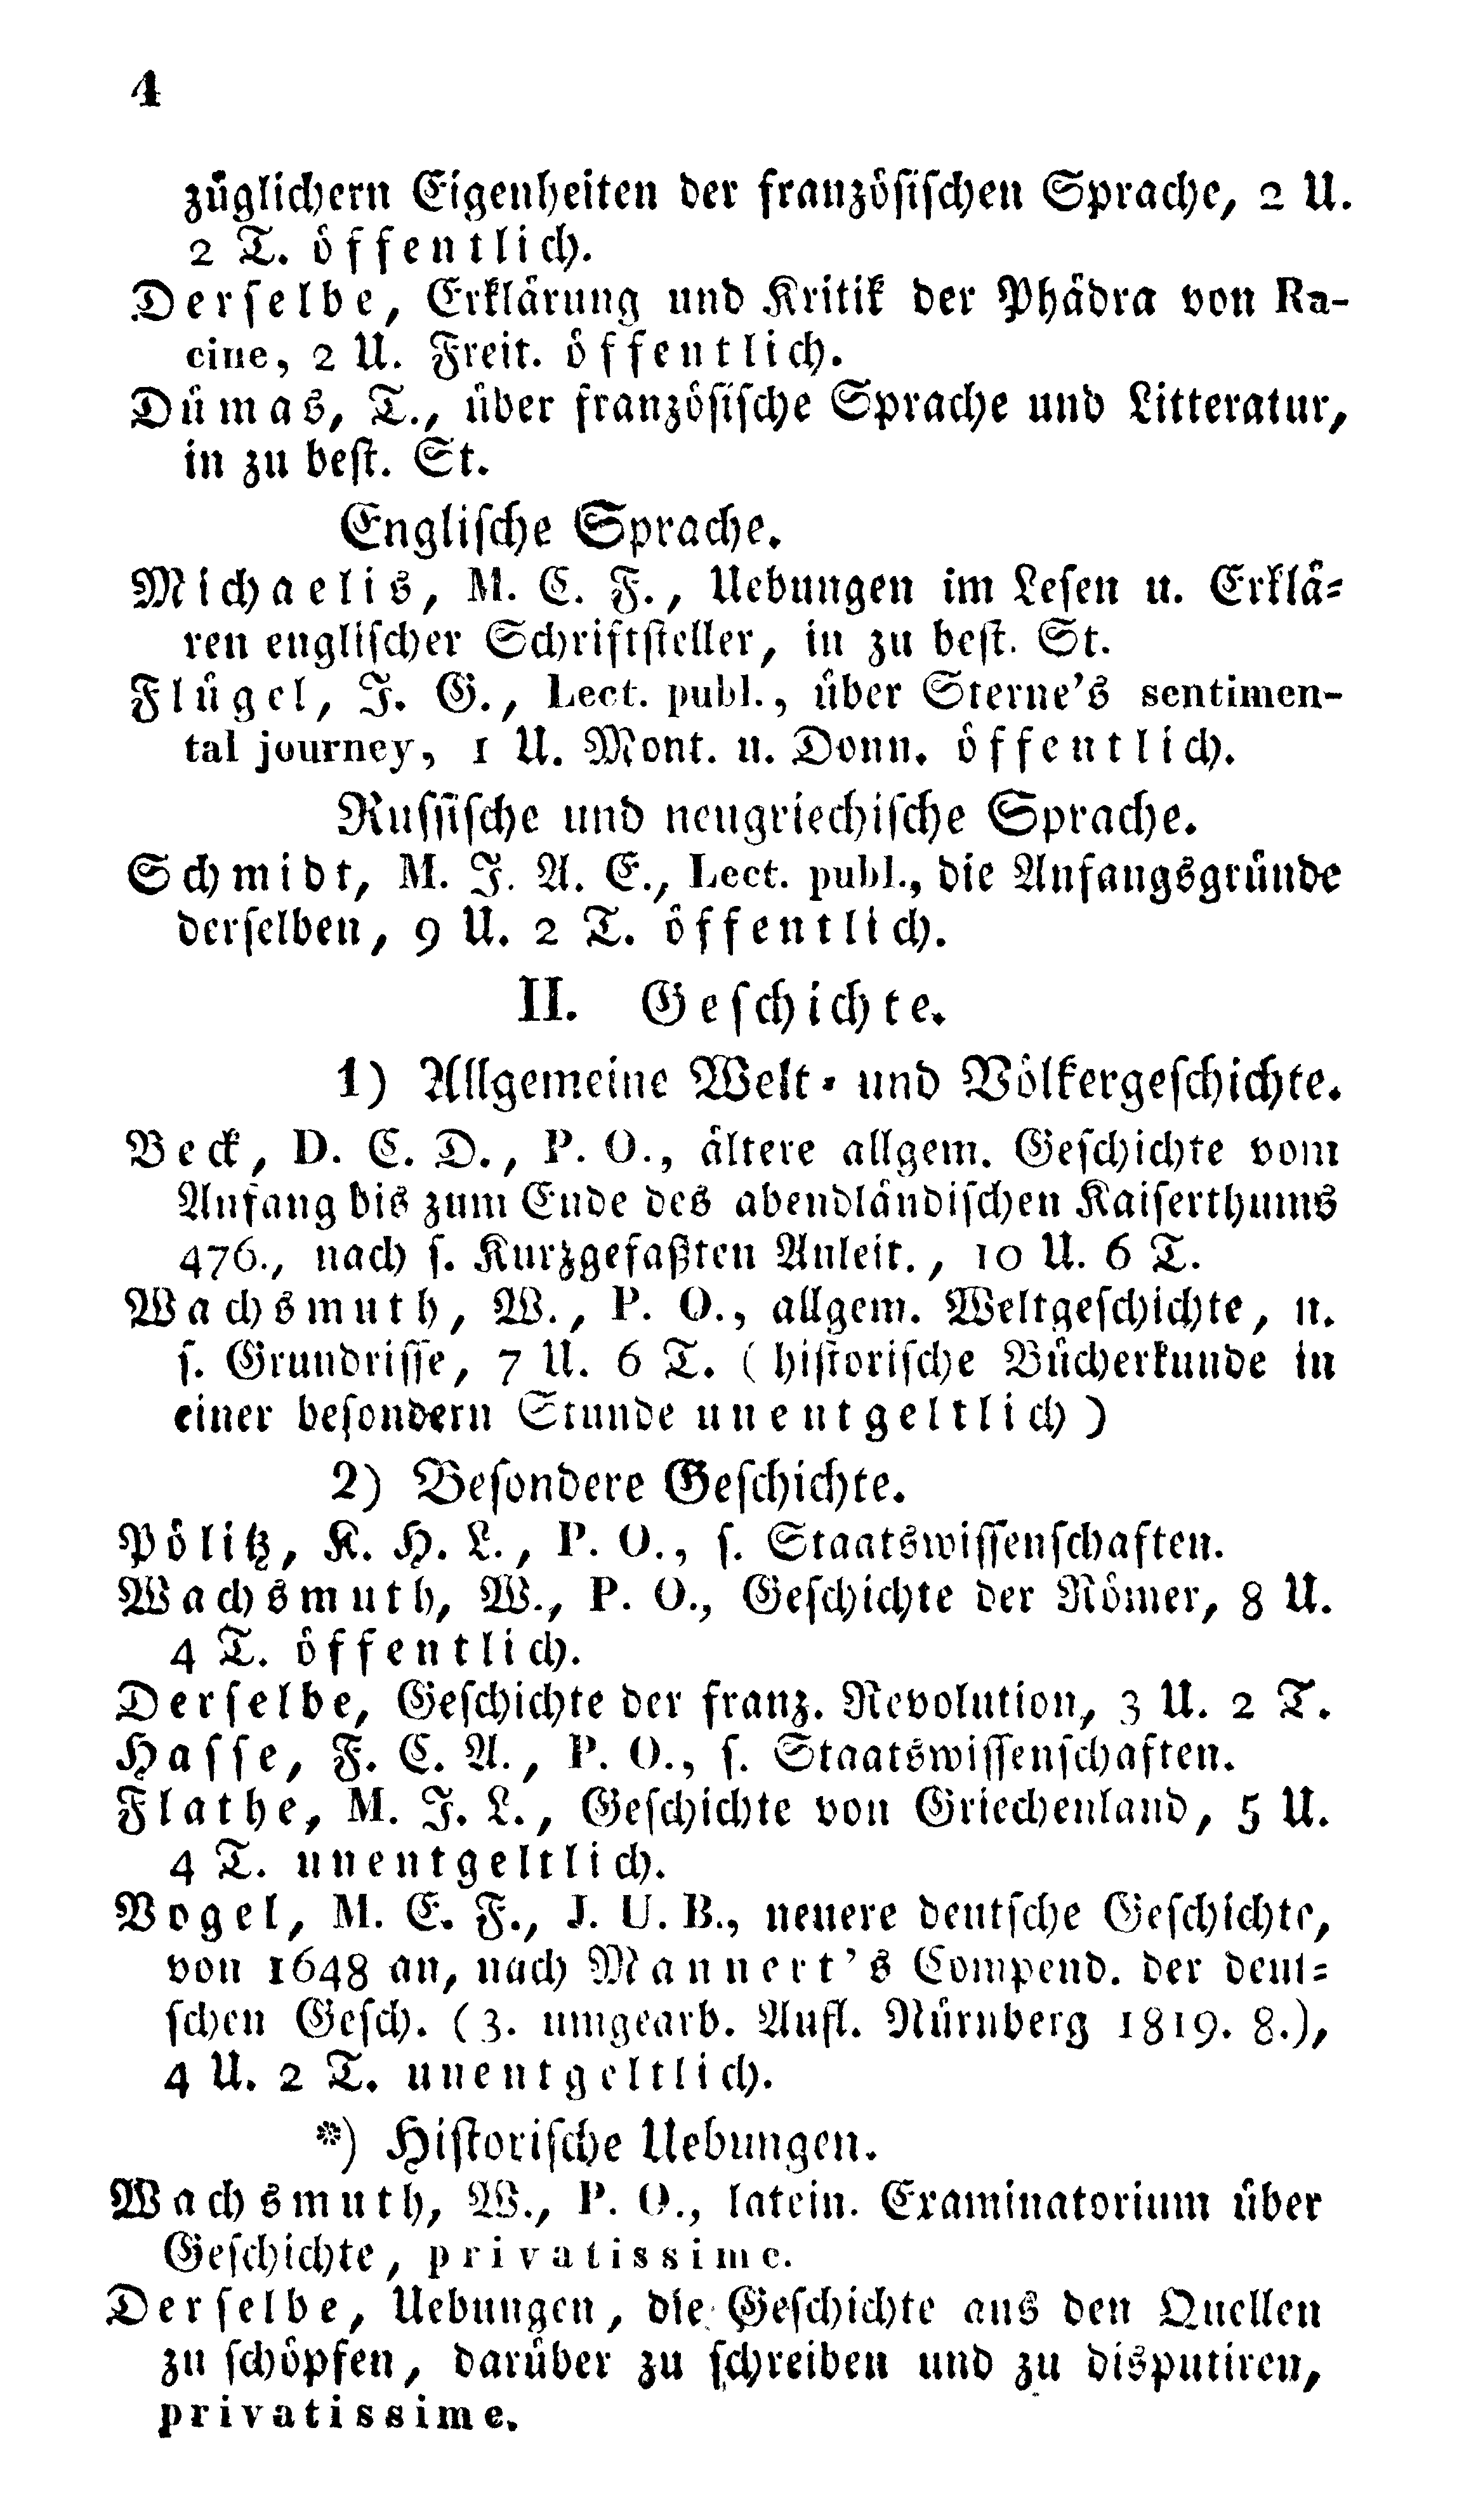 4
züglichern Eigenheiten der französischen Sprache, 2 U.
2 T. öffentlich.
Derselbe, Erklärung und Kritik der Phädra von Ra-
cine, 2 U. Freit. öffentlich.
Dümas, T., über französische Sprache und Litteratur,
in zu best. St.
Englische Sprache.
Michaelis, M. C. F., Uebungen im Lesen u. Erklä-
ren englischer Schriftsteller, in zu best. St.
Flügel, J. G., Lect. publ., über Sterne's sentimen-
tal journey, 1 U. Mont. u. Donn. öffentlich.
Russische und neugriechische Sprache.
Schmidt, M. J. A. E., Lect. publ., die Anfangsgründe
derselben, 9 U. 2 T. öffentlich.
II. Geschichte.
1) Allgemeine Welt- und Völkergeschichte.
Beck, D. C. D., P. O., ältere allgem. Geschichte vom
Anfang bis zum Ende des abendländischen Kaiserthums
476., nach s. Kurzgefaßten Anleit., 10 U. 6 T.
Wachsmuth, W., P. O., allgem. Weltgeschichte, n.
s. Grundrisse, 7 U. 6 T. (historische Bücherkunde in
einer besondern Stunde unentgeltlich)
2) Besondere Geschichte.
Pölitz, K. H. L., P. O., s. Staatswissenschaften.
Wachsmuth, W., P. O., Geschichte der Römer, 8 U.
4 T. öffentlich.
Derselbe, Geschichte der franz. Revolution, 3 U. 2 T.
Hasse, F. C. A., P. O., s. Staatswissenschaften.
Flathe, M. J. L., Geschichte von Griechenland, 5 U.
4 T. unentgeltlich.
Vogel, M. E. F., J. U. B., neuere deutsche Geschichte,
von 1648 an, nach Mannert's Compend. der deut-
schen Gesch. (3. umgearb. Aufl. Nürnberg 1819. 8.),
4 U. 2 T. unentgeltlich.
*) Historische Uebungen.
Wachsmuth, W., P. O., latein. Examinatorium über
Geschichte, privatissime.
Derselbe, Uebungen, die Geschichte aus den Quellen
zu schöpfen, darüber zu schreiben und zu disputiren,
privatissime.